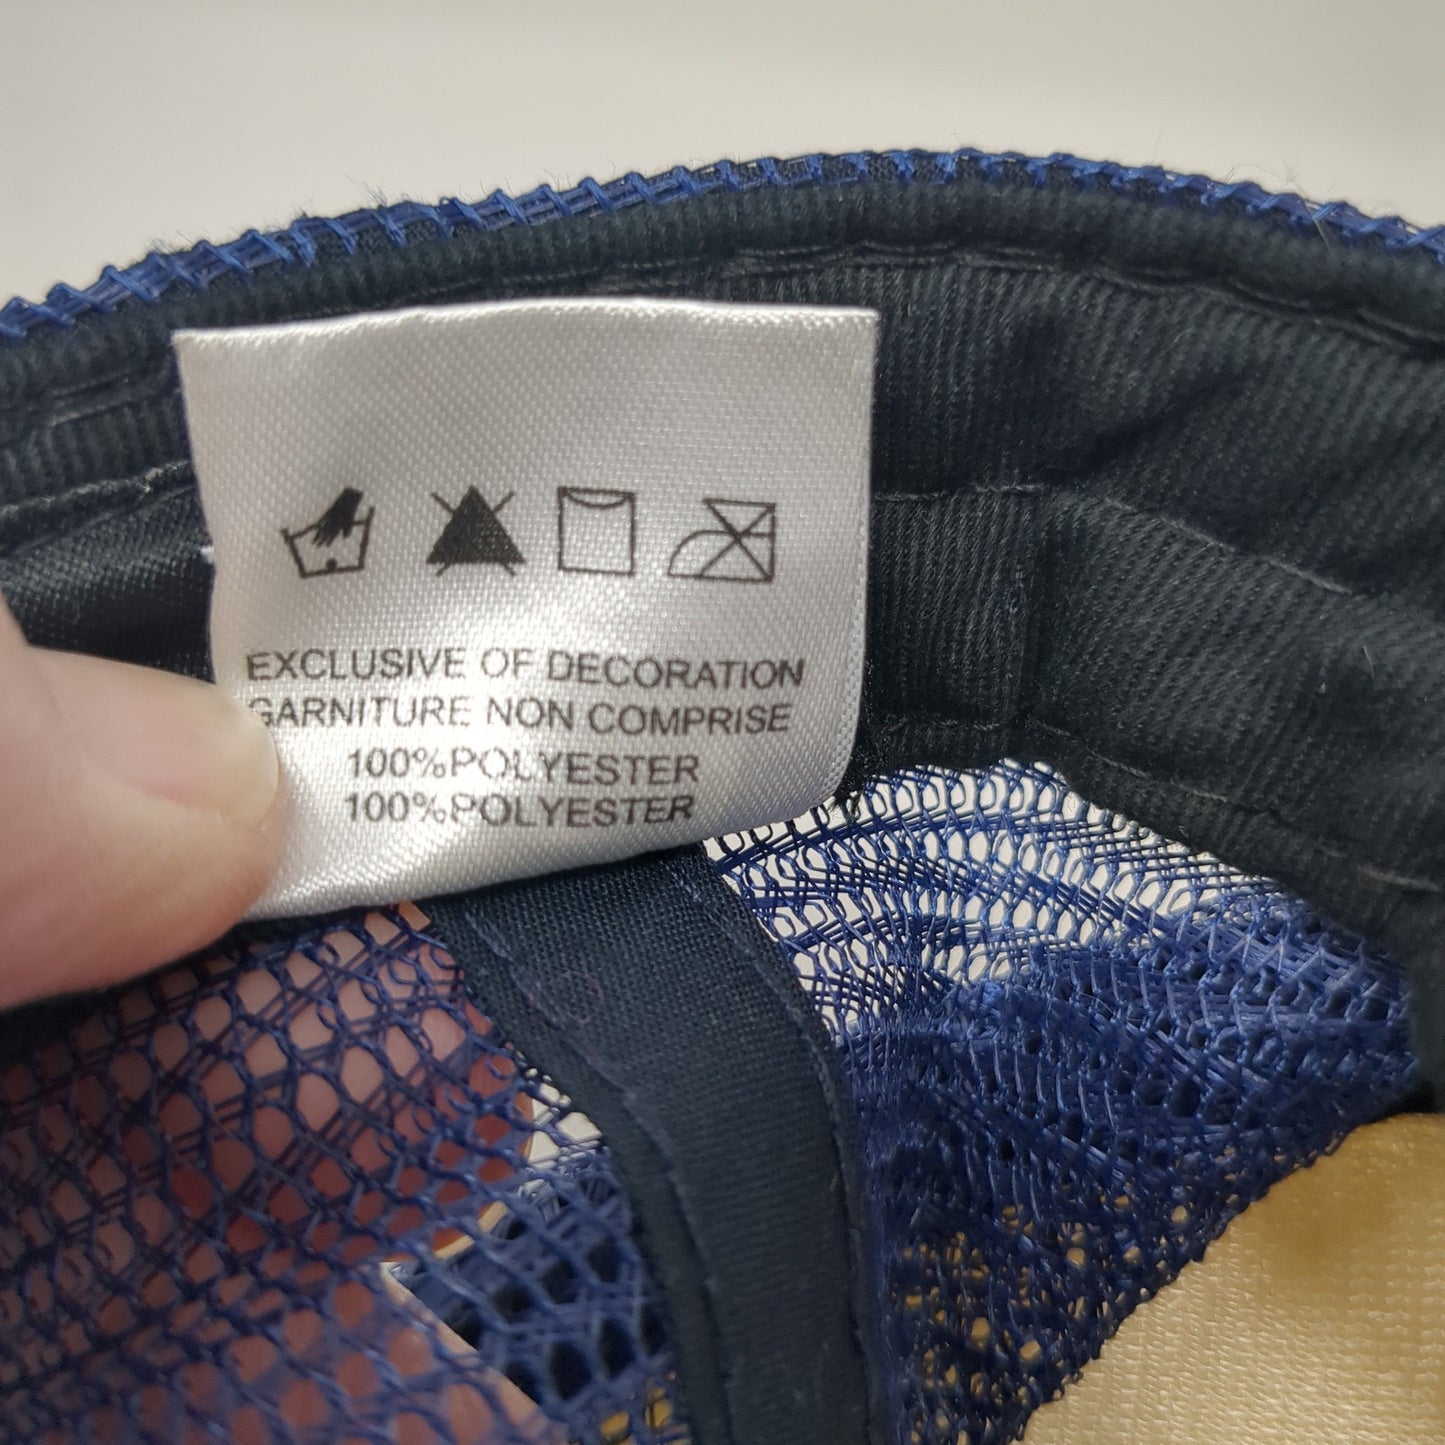 EXCLUSIVE OF DECORATION
GARNITURE NON COMPRISE
100%POLYESTER
100%POLYESTER